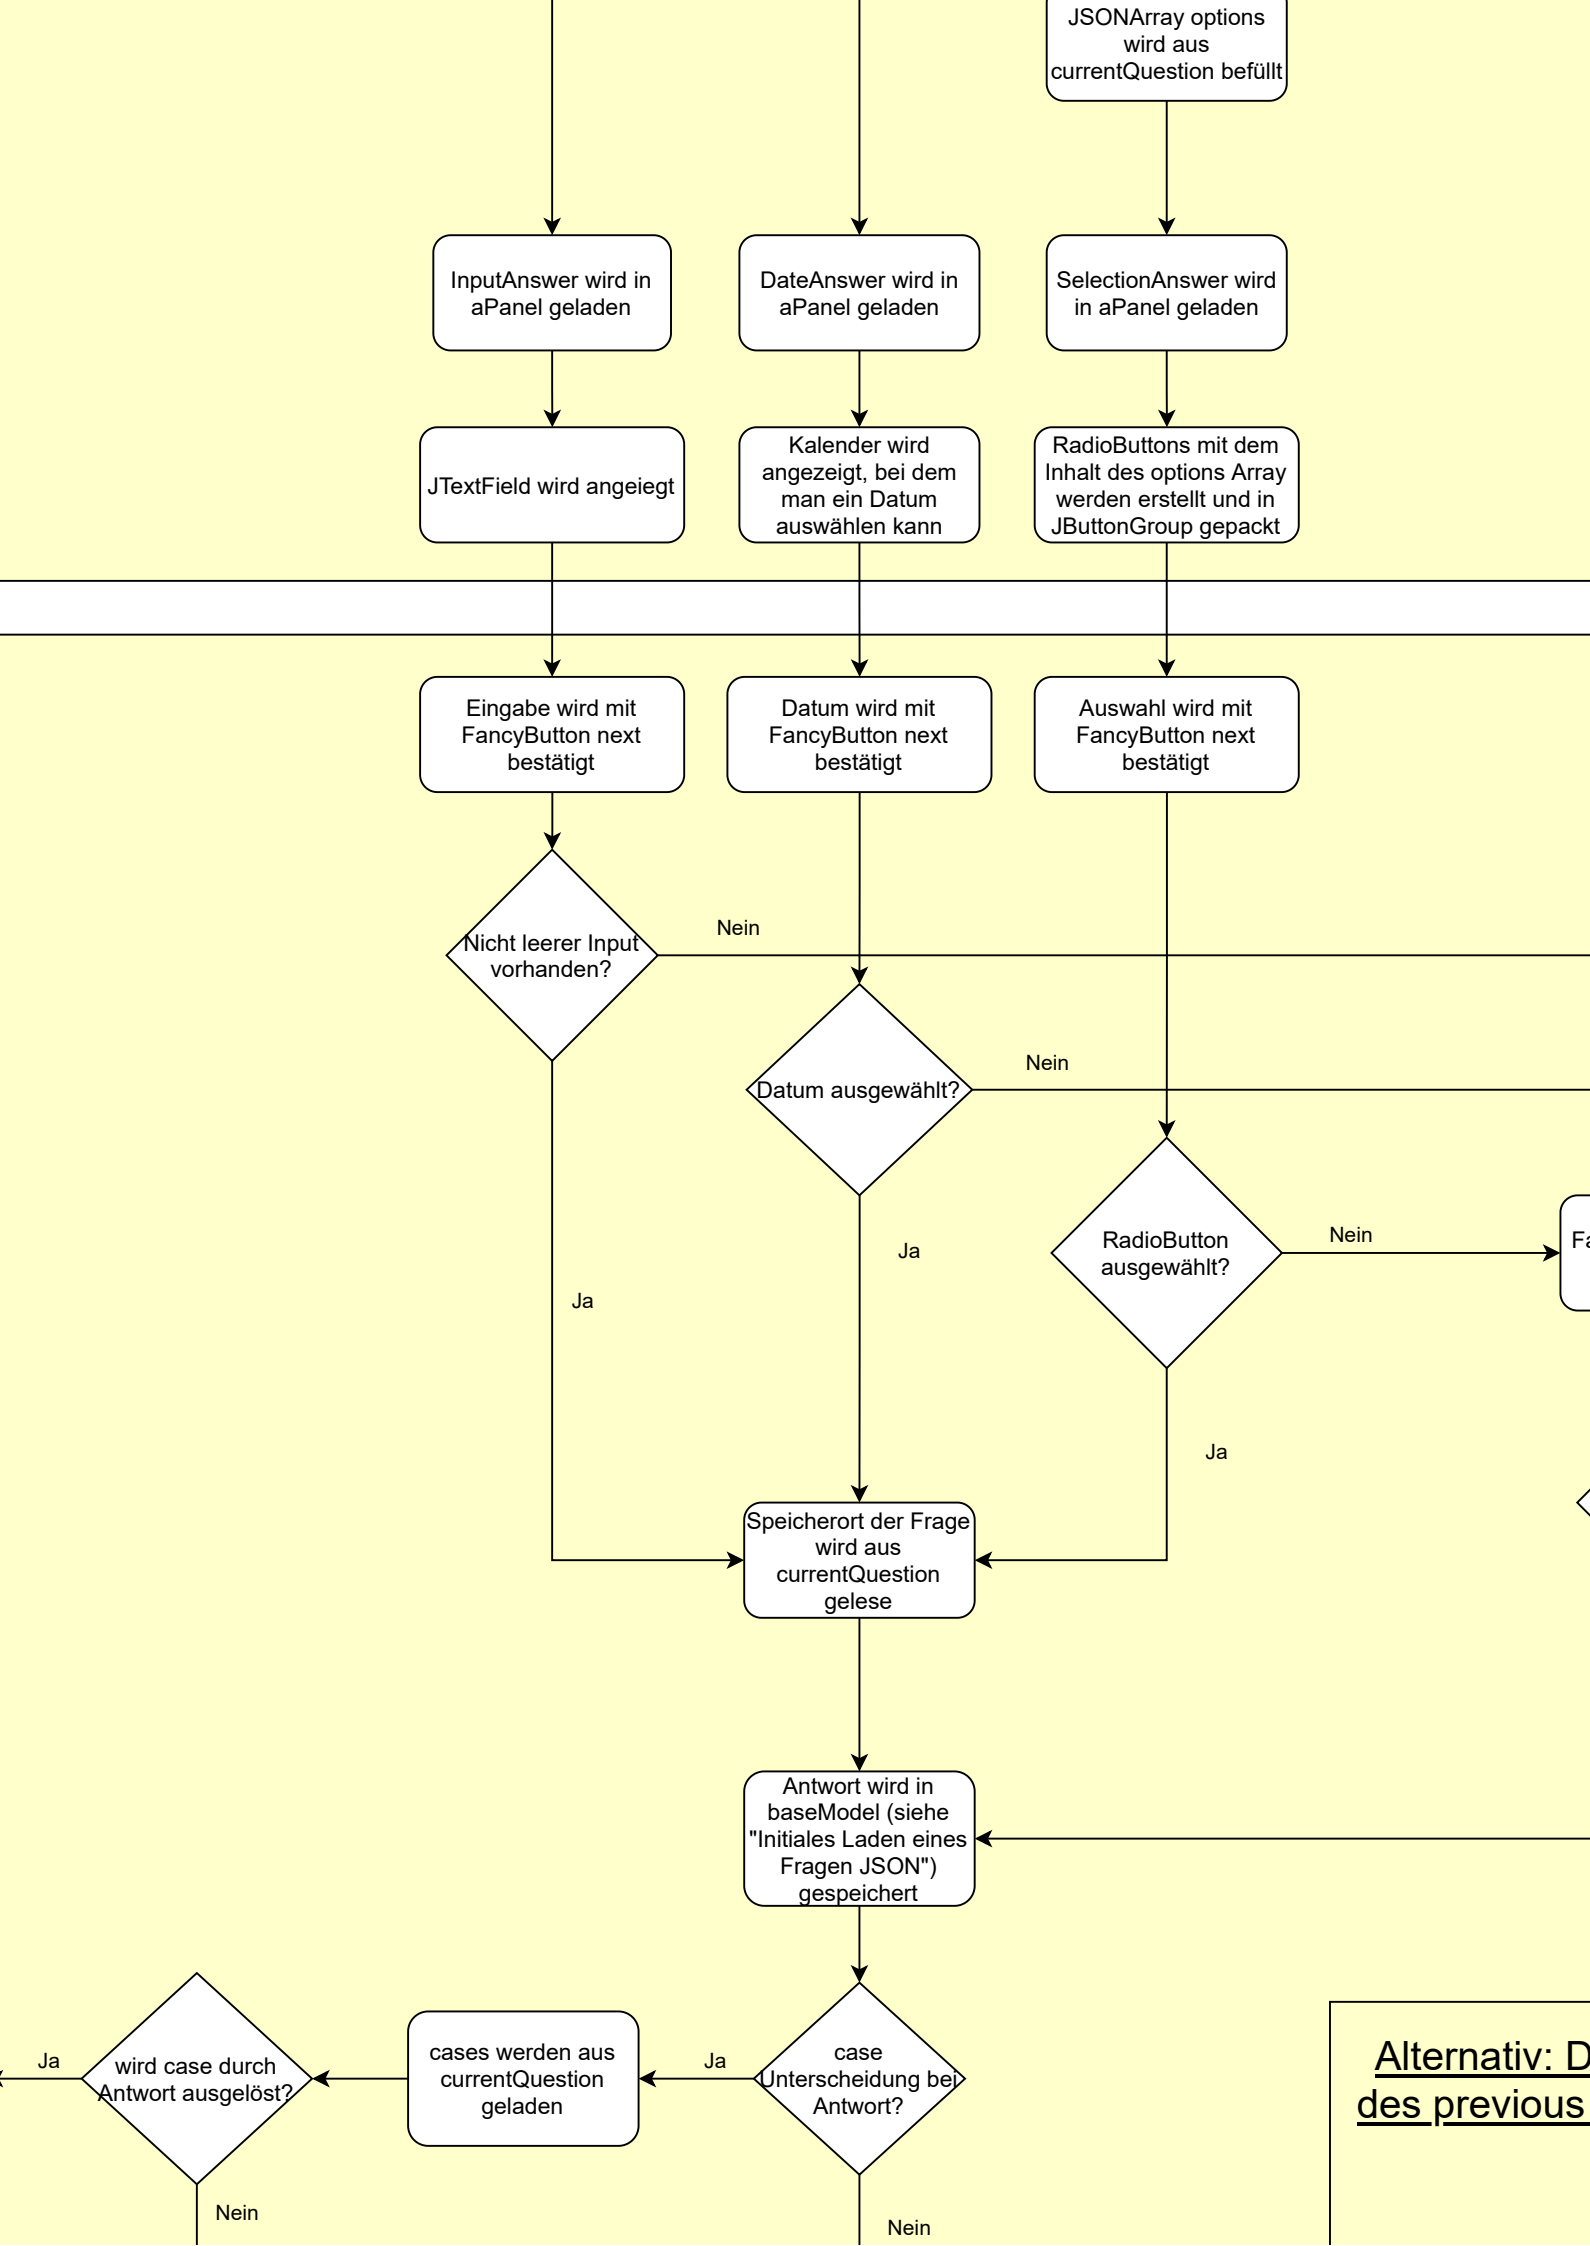 JSONArray options
wird aus
currentQuestion befüllt
InputAnswer wird in
aPanel geladen
DateAnswer wird in
aPanel geladen
SelectionAnswer wird
in aPanel geladen
JTextField wird angeiegt
Kalender wird
angezeigt, bei dem
man ein Datum
auswählen kann
RadioButtons mit dem
Inhalt des options Array
werden erstellt und in
JButtonGroup gepackt
Eingabe wird mit
FancyButton next
bestätigt
Datum wird mit
FancyButton next
bestätigt
Auswahl wird mit
FancyButton next
bestätigt
Nein
Nicht leerer Input
vorhanden?
Nein
Datum ausgewählt?
Nein
RadioButton
ausgewählt?
Fa
Ja
Ja
Ja
Speicherort der Frage
wird aus
currentQuestion
gelese
Antwort wird in
baseModel (siehe
"Initiales Laden eines
Fragen JSON")
gespeichert
Ja
wird case durch
Antwort ausgelöst?
cases werden aus
currentQuestion
geladen
Ja
case
Unterscheidung bei
Antwort?
Alternativ: D
des previous
Nein
Nein